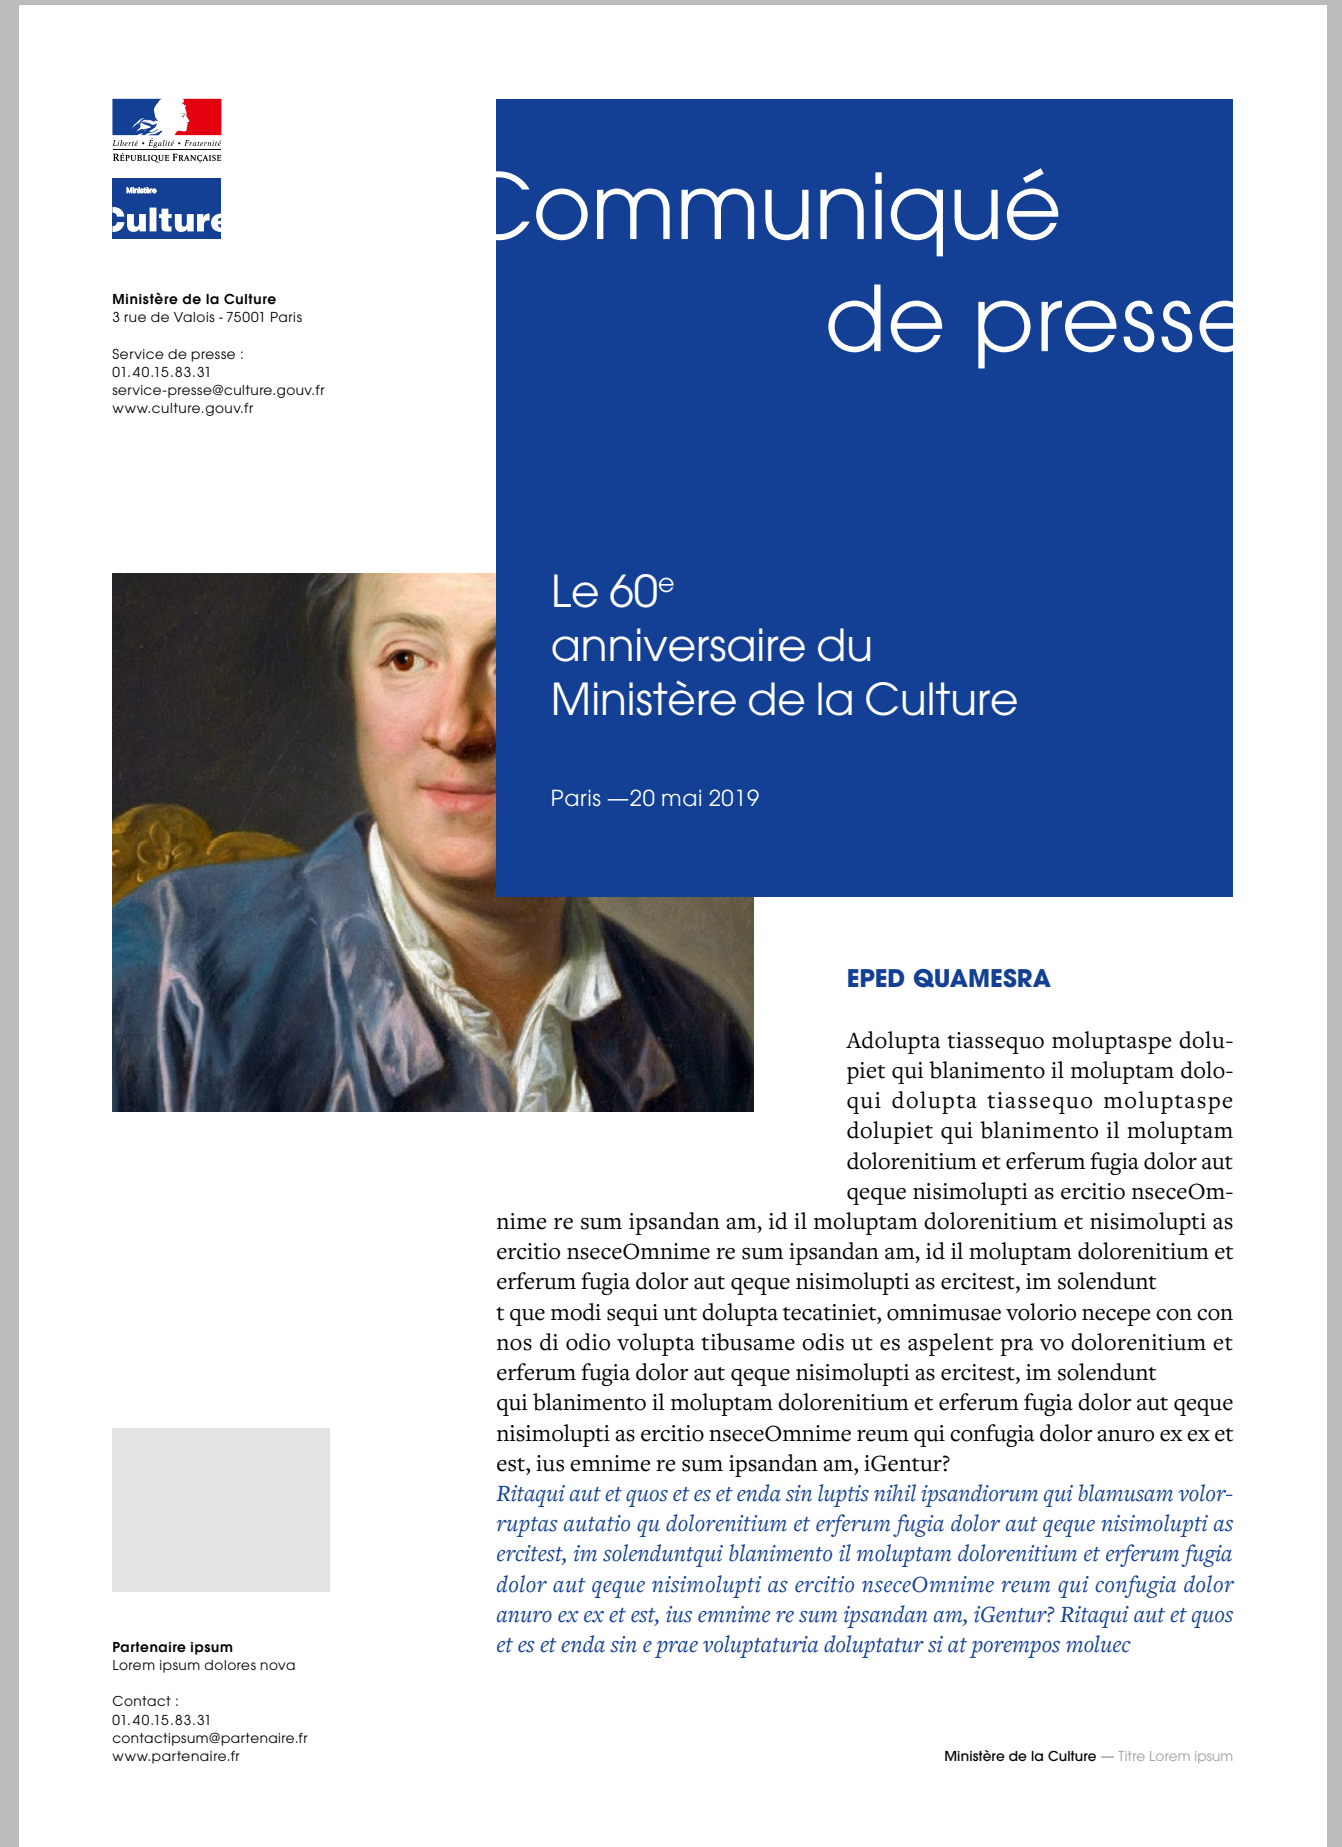 Liberté • Égalité • Fraternité
RÉPUBLIQUE FRANÇAISE
Ministère
Culture
Communiqué
de presse
Ministère de la Culture
3 rue de Valois - 75001 Paris
Service de presse :
01.40.15.83.31
service-presse@culture.gouv.fr
www.culture.gouv.fr
Le 60e
anniversaire du
Ministère de la Culture
Paris —20 mai 2019
EPED QUAMESRA
Adolupta tiassequo moluptaspe dolu-
piet qui blanimento il moluptam dolo-
qui dolupta tiassequo moluptaspe
dolupiet qui blanimento il moluptam
dolorenitium et erferum fugia dolor aut
qeque nisimolupti as ercitio nseceOm-
nime re sum ipsandan am, id il moluptam dolorenitium et nisimolupti as
ercitio nseceOmnime re sum ipsandan am, id il moluptam dolorenitium et
erferum fugia dolor aut qeque nisimolupti as ercitest, im solendunt
t que modi sequi unt dolupta tecatiniet, omnimusae volorio necepe con con
nos di odio volupta tibusame odis ut es aspelent pra vo dolorenitium et
erferum fugia dolor aut qeque nisimolupti as ercitest, im solendunt
qui blanimento il moluptam dolorenitium et erferum fugia dolor aut qeque
nisimolupti as ercitio nseceOmnime reum qui confugia dolor anuro ex ex et
est, ius emnime re sum ipsandan am, iGentur?
Ritaqui aut et quos et es et enda sin luptis nihil ipsandiorum qui blamusam volor-
ruptas autatio qu dolorenitium et erferum fugia dolor aut qeque nisimolupti as
ercitest, im solenduntqui blanimento il moluptam dolorenitium et erferum fugia
dolor aut qeque nisimolupti as ercitio nseceOmnime reum qui confugia dolor
anuro ex ex et est, ius emnime re sum ipsandan am, iGentur? Ritaqui aut et quos
et es et enda sin e prae voluptaturia doluptatur si at porempos moluec
Partenaire ipsum
Lorem ipsum dolores nova
Contact :
01.40.15.83.31
contactipsum@partenaire.fr
www.partenaire.fr
Ministère de la Culture — Titre Lorem ipsum